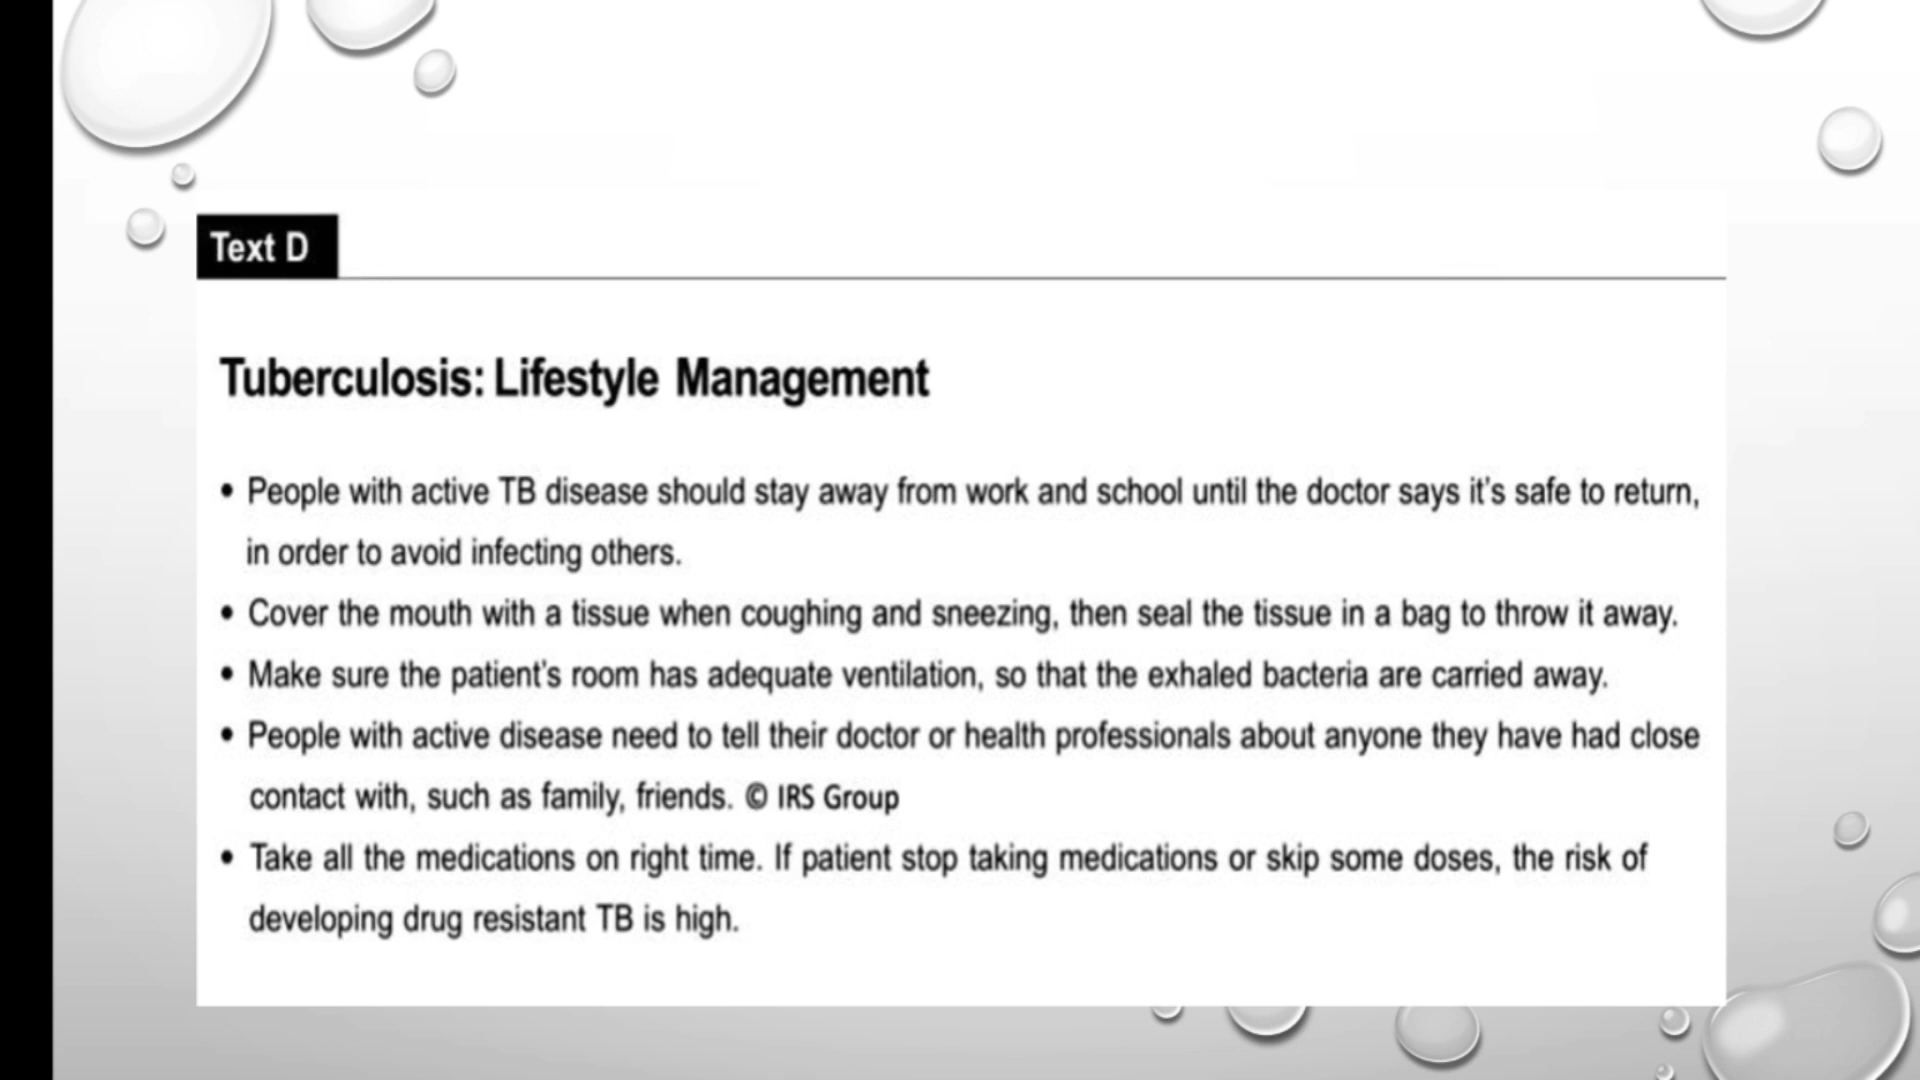 Text D
Tuberculosis: Lifestyle Management
• People with active TB disease should stay away from work and school until the doctor says it's safe to return,
in order to avoid infecting others.
• Cover the mouth with a tissue when coughing and sneezing, then seal the tissue in a bag to throw it away.
• Make sure the patient's room has adequate ventilation, so that the exhaled bacteria are carried away.
• People with active disease need to tell their doctor or health professionals about anyone they have had close
contact with, such as family, friends. © IRS Group
• Take all the medications on right time. If patient stop taking medications or skip some doses, the risk of
developing drug resistant TB is high.